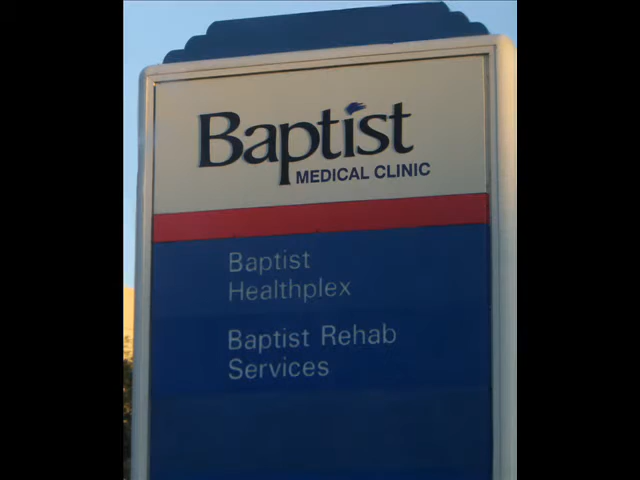 Baptist
MEDICAL CLINIC
Baptist
Healthplex
Baptist Rehab
Services